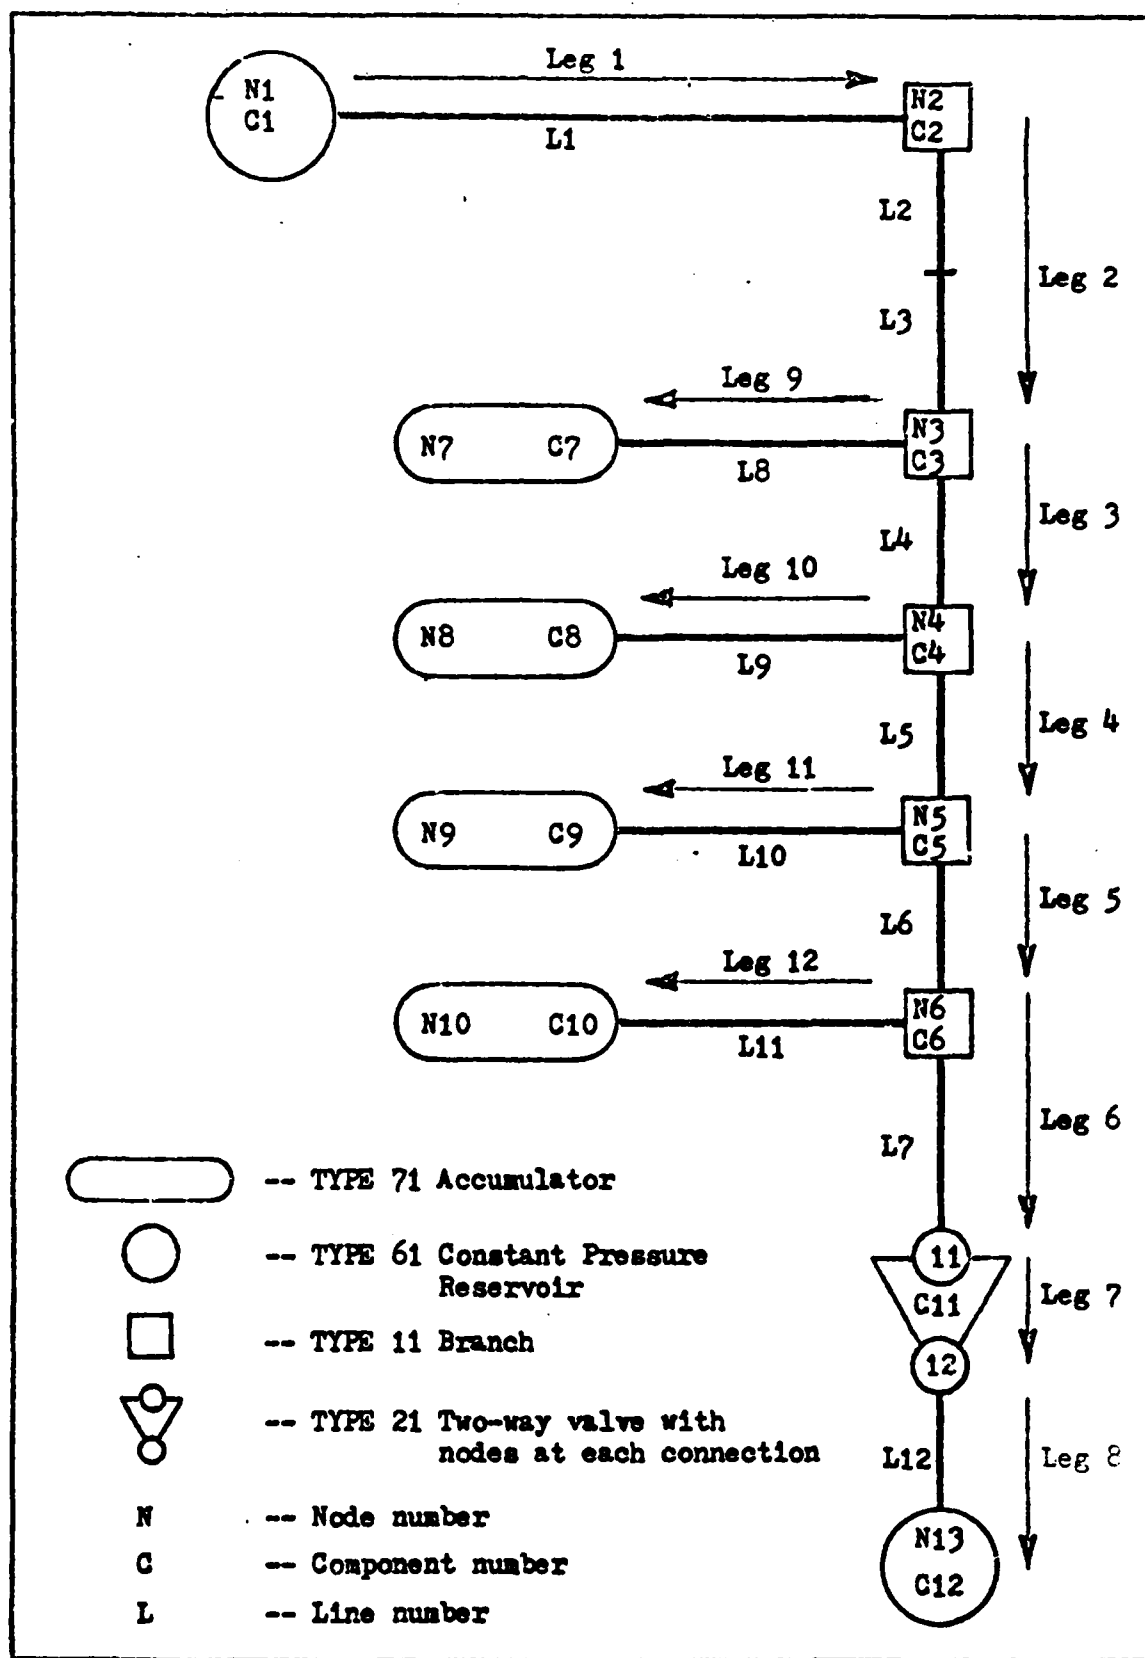 Leg 1
N1
C1
L1
N2
C2
L2
Leg 2
L3
Leg 9
N3
C3
N7 C7
L8
Leg 3
L4
Leg 10
N4
C4
N8 C8
L9
Leg 4
L5
Leg 11
N5
C5
N9 C9
L10
Leg 5
L6
Leg 12
N6
C6
N10 C10
L11
Leg 6
L7
-- TYPE 71 Accumulator
11
-- TYPE 61 Constant Pressure
Reservoir
C11
Leg 7
-- TYPE 11 Branch
12
-- TYPE 21 Two-way valve with
nodes at each connection
L12
Leg 8
N -- Node number
N13
C -- Component number
C12
L -- Line number